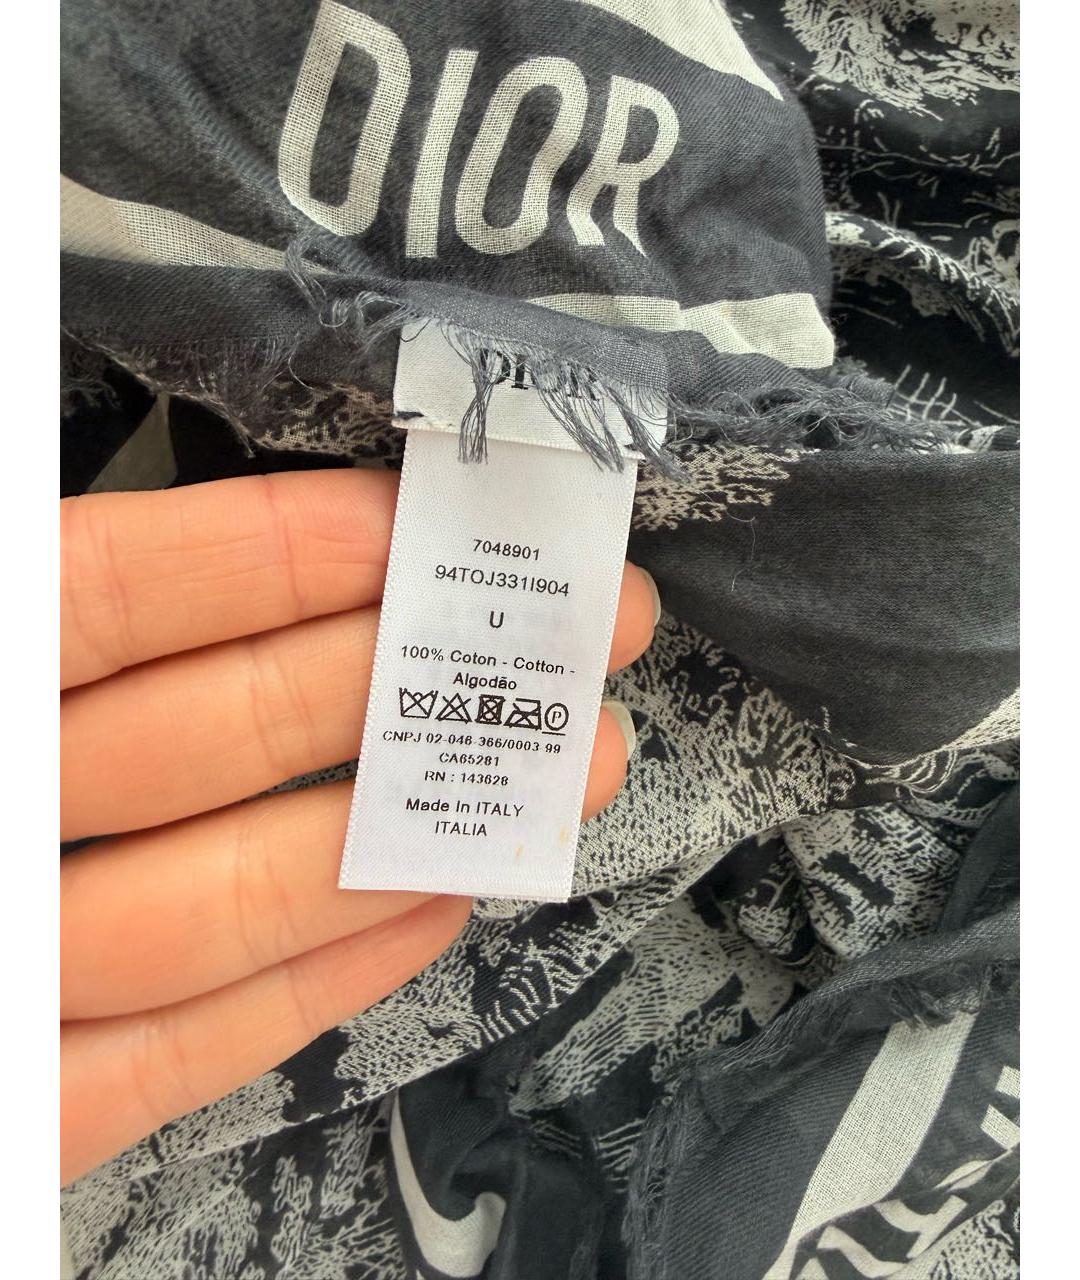 DIOR
7048901
94TOJ331I904
U
100% Coton - Cotton -
Algodão
P
CNPJ 02-046-366/0003-99
CA65281
RN : 143628
Made In ITALY
ITALIA